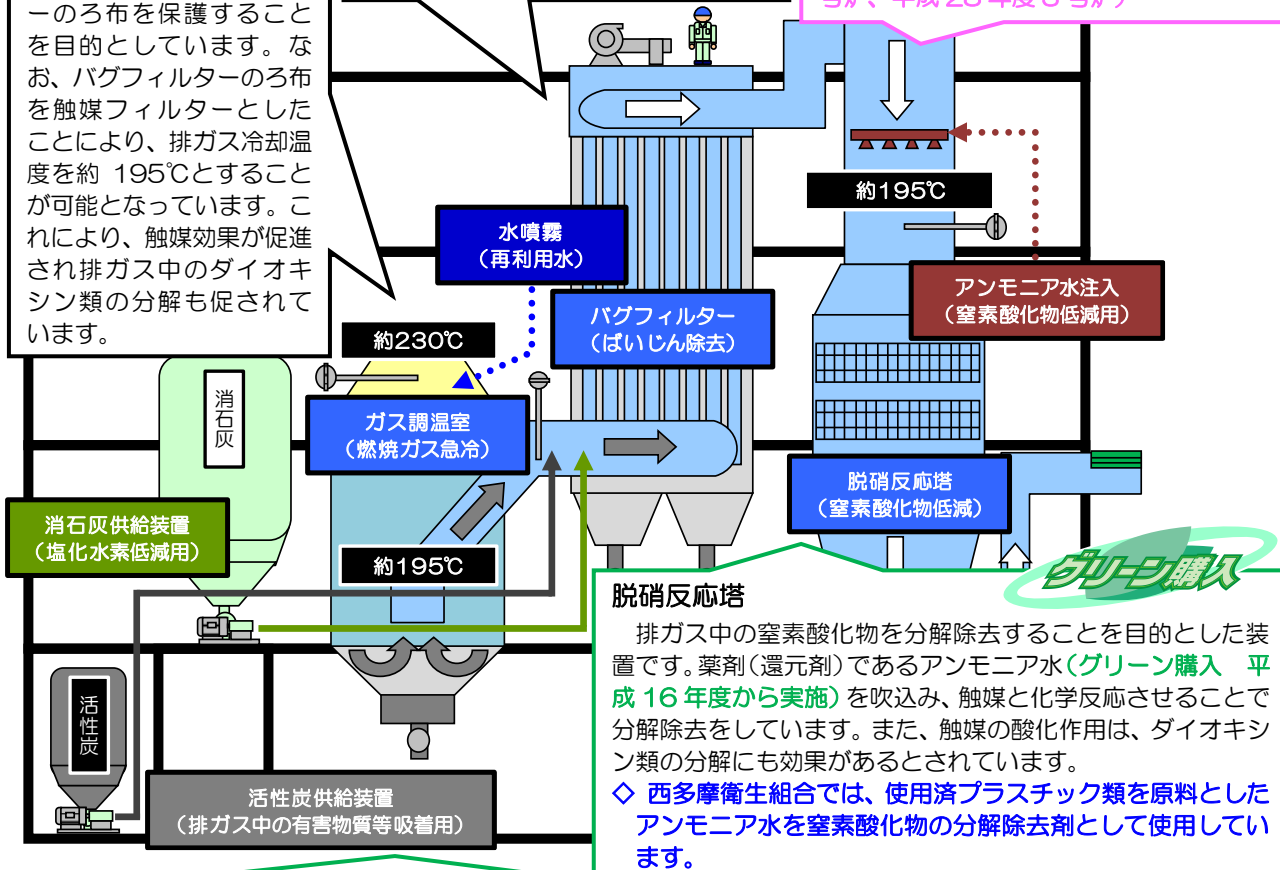 ーのろ布を保護すること
を目的としています。な
お、バグフィルターのろ布
を触媒フィルターとした
ことにより、排ガス冷却温
度を約 195℃とすること
が可能となっています。こ
れにより、触媒効果が促進
され排ガス中のダイオキ
シン類の分解も促されて
います。
約195℃
水噴霧
(再利用水)
アンモニア水注入
(窒素酸化物低減用)
バグフィルター
(ばいじん除去)
約230℃
消石灰
ガス調温室
(燃焼ガス急冷)
脱硝反応塔
(窒素酸化物低減)
消石灰供給装置
(塩化水素低減用)
約195℃
グリーン購入
脱硝反応塔
排ガス中の窒素酸化物を分解除去することを目的とした装
置です。薬剤(還元剤)であるアンモニア水(グリーン購入 平
成 16 年度から実施)を吹込み、触媒と化学反応させることで
分解除去をしています。また、触媒の酸化作用は、ダイオキシ
ン類の分解にも効果があるとされています。
◇ 西多摩衛生組合では、使用済プラスチック類を原料とした
アンモニア水を窒素酸化物の分解除去剤として使用してい
ます。
活性炭
活性炭供給装置
(排ガス中の有害物質等吸着用)